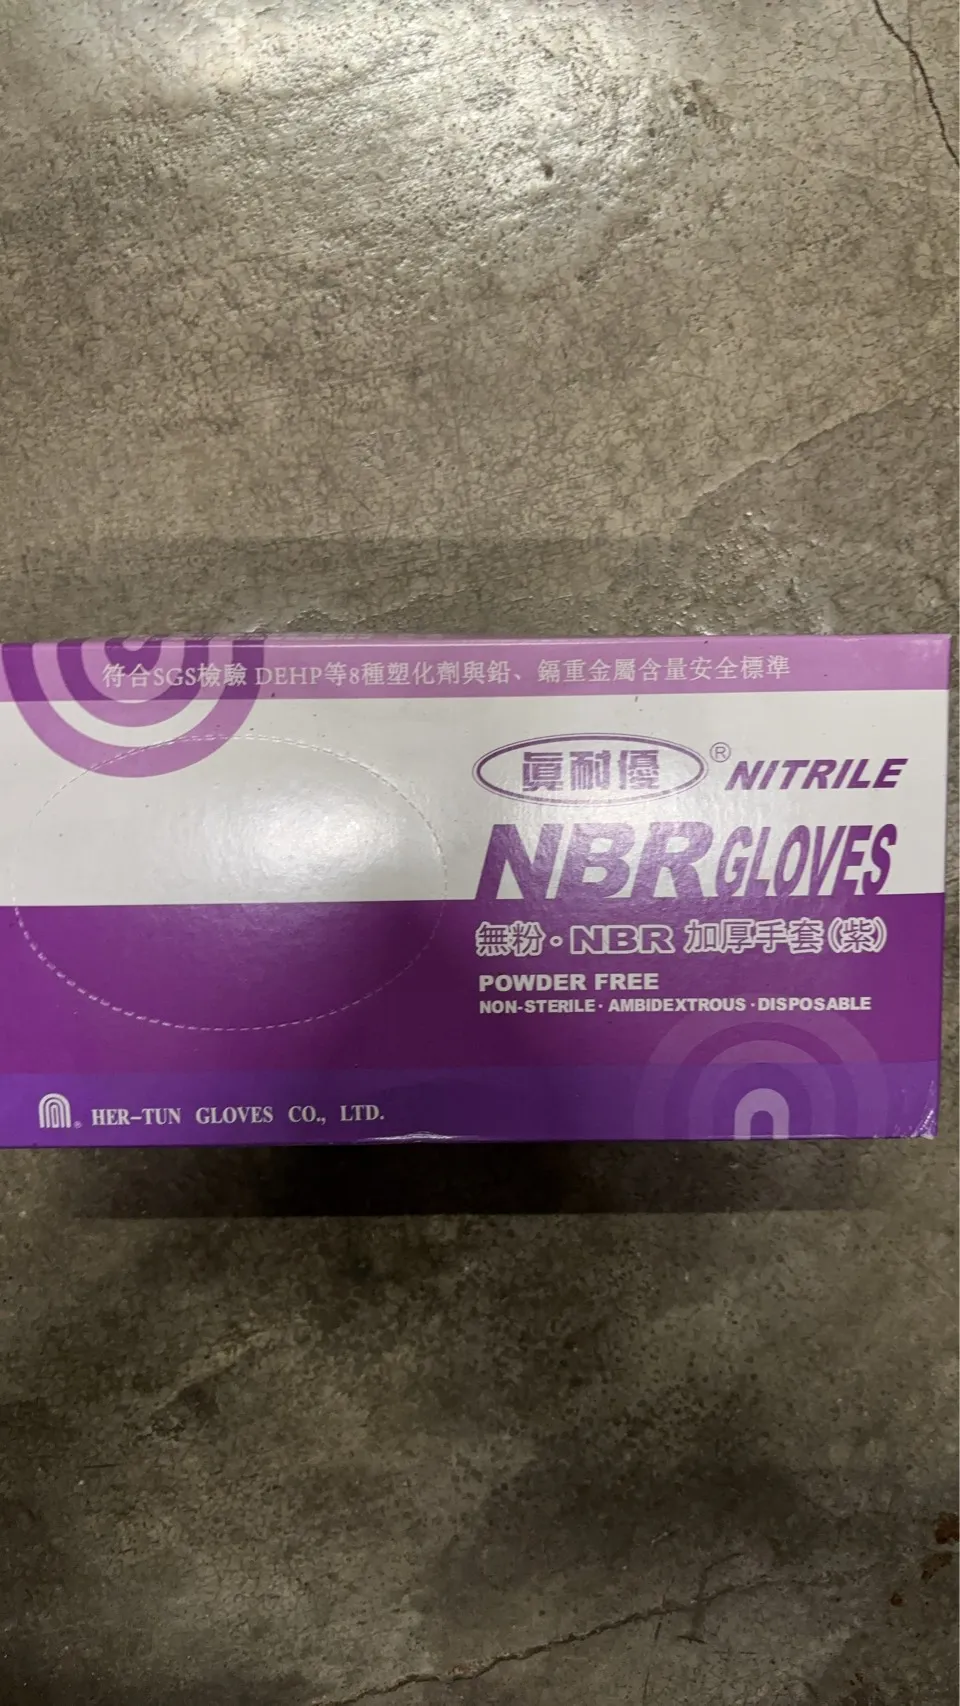 符合SGS檢驗 DEHP等8種塑化劑與鉛、鎘重金屬含量安全標準
眞耐優® NITRILE
NBR GLOVES
無粉·NBR 加厚手套(紫)
POWDER FREE
NON-STERILE · AMBIDEXTROUS · DISPOSABLE
® HER-TUN GLOVES CO., LTD.